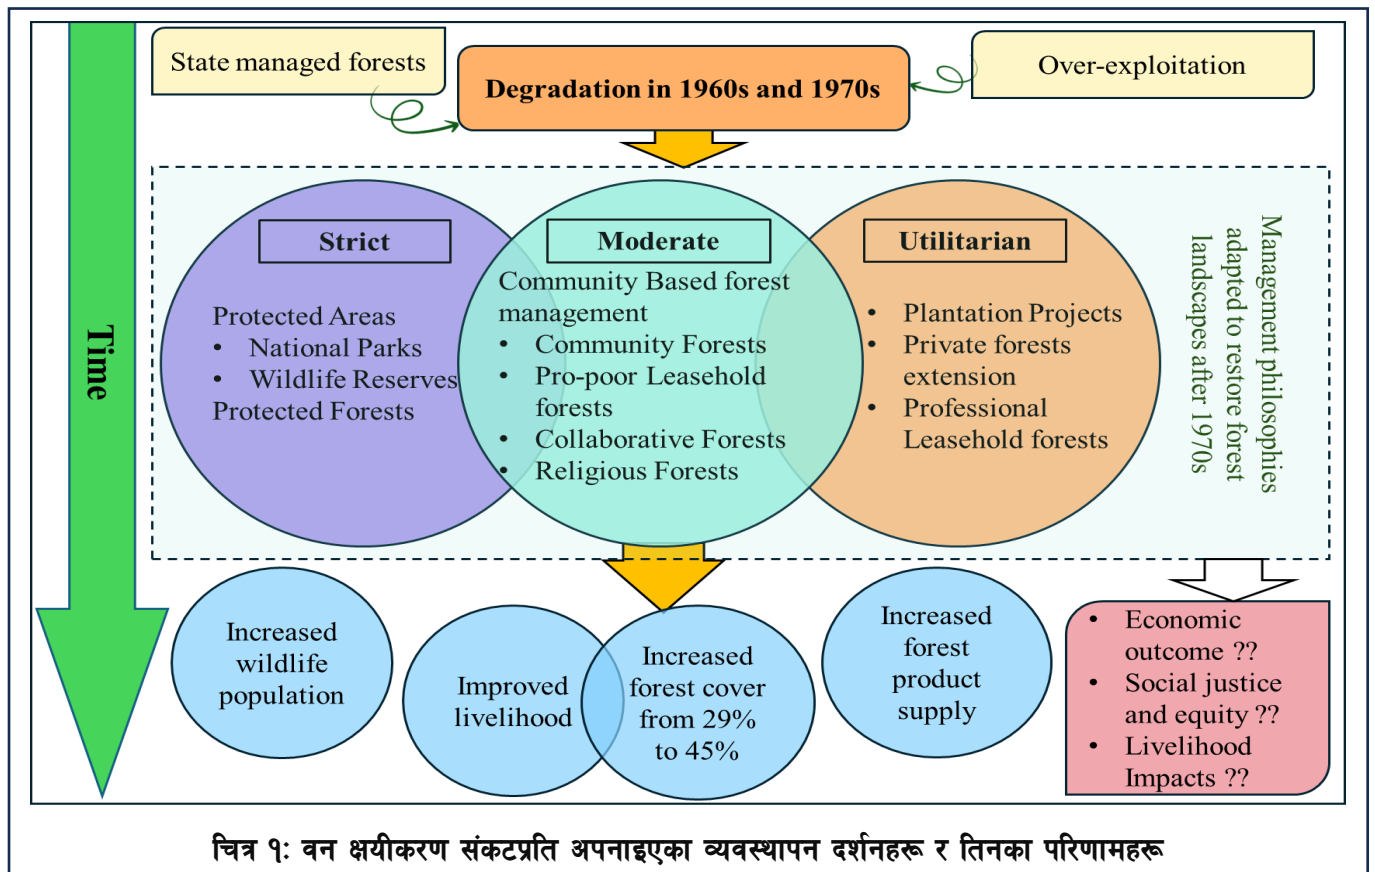 State managed forests
Degradation in 1960s and 1970s
Over-exploitation
Time
Strict
Protected Areas
• National Parks
• Wildlife Reserves
Protected Forests
Moderate
Community Based forest
management
• Community Forests
• Pro-poor Leasehold
forests
• Collaborative Forests
• Religious Forests
Utilitarian
• Plantation Projects
• Private forests
extension
• Professional
Leasehold forests
Management philosophies
adapted to restore forest
landscapes after 1970s
Increased
wildlife
population
Improved
livelihood
Increased
forest cover
from 29%
to 45%
Increased
forest
product
supply
• Economic
outcome ??
• Social justice
and equity ??
• Livelihood
Impacts ??
चित्र १: वन क्षयीकरण संकटप्रति अपनाइएका व्यवस्थापन दर्शनहरू र तिनका परिणामहरू